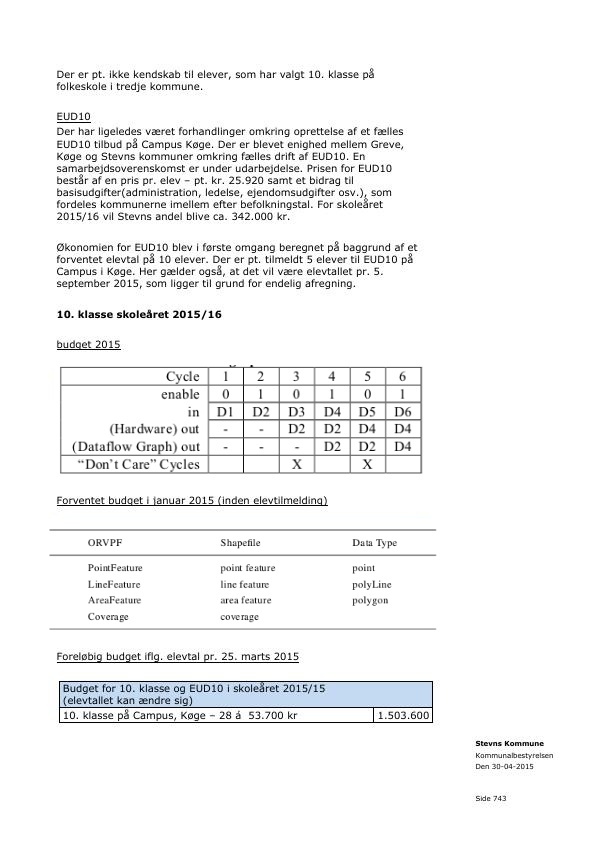 Der er pt. ikke kendskab til elever, som har valgt 10. klasse på
folkeskole i tredje kommune.
EUD10
Der har ligeledes været forhandlinger omkring oprettelse af et fælles
EUD10 tilbud på Campus Køge. Der er blevet enighed mellem Greve,
Køge og Stevns kommuner omkring fælles drift af EUD10. En
samarbejdsoverenskomst er under udarbejdelse. Prisen for EUD10
består af en pris pr. elev – pt. kr. 25.920 samt et bidrag til
basisudgifter(administration, ledelse, ejendomsudgifter osv.), som
fordeles kommunerne imellem efter befolkningstal. For skoleåret
2015/16 vil Stevns andel blive ca. 342.000 kr.
Økonomien for EUD10 blev i første omgang beregnet på baggrund af et
forventet elevtal på 10 elever. Der er pt. tilmeldt 5 elever til EUD10 på
Campus i Køge. Her gælder også, at det vil være elevtallet pr. 5.
september 2015, som ligger til grund for endelig afregning.
10. klasse skoleåret 2015/16
budget 2015
Cycle 1 2 3 4 5 6
enable 0 1 0 1 0 1
in D1 D2 D3 D4 D5 D6
(Hardware) out - - D2 D2 D4 D4
(Dataflow Graph) out - - - D2 D2 D4
“Don’t Care” Cycles X X
Forventet budget i januar 2015 (inden elevtilmelding)
ORVPF Shapefile Data Type
PointFeature point feature point
LineFeature line feature polyLine
AreaFeature area feature polygon
Coverage coverage
Foreløbig budget iflg. elevtal pr. 25. marts 2015
Budget for 10. klasse og EUD10 i skoleåret 2015/15
(elevtallet kan ændre sig)
10. klasse på Campus, Køge – 28 á 53.700 kr 1.503.600
Stevns Kommune
Kommunalbestyrelsen
Den 30-04-2015
Side 743